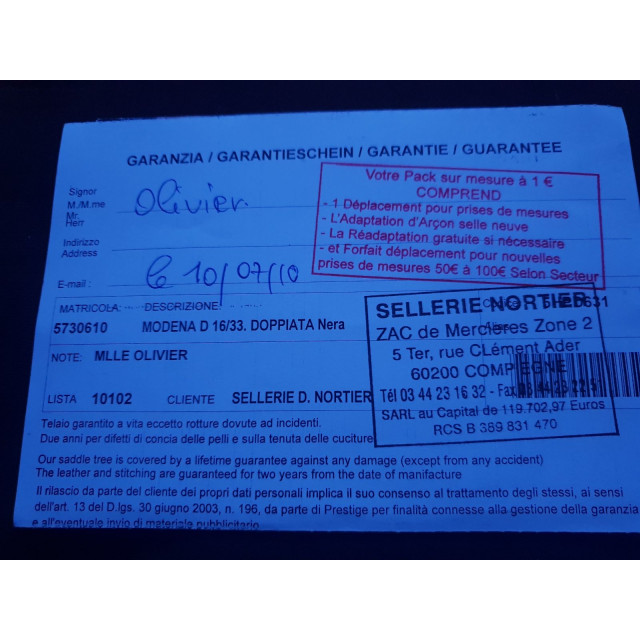 GARANZIA / GARANTIESCHEIN / GARANTIE / GUARANTEE
Signor
M./M.me
Mr.
Herr
Olivier
Indirizzo
Address
E-mail :
le 10/07/10
Votre Pack sur mesure à 1 €
COMPREND
- 1 Déplacement pour prises de mesures
- L'Adaptation d'Arçon selle neuve
- La Réadaptation gratuite si nécessaire
- et Forfait déplacement pour nouvelles
prises de mesures 50€ à 100€ Selon Secteur
MATRICOLA: DESCRIZIONE:
5730610 MODENA D 16/33. DOPPIATA Nera
NOTE: MLLE OLIVIER
LISTA 10102 CLIENTE SELLERIE D. NORTIER
SELLERIE NORTIER
ZAC de Mercières Zone 2
5 Ter, rue CLément Ader
60200 COMPIEGNE
Tél 03 44 23 16 32 - Fax
SARL au Capital de 119.702,97 Euros
RCS B 389 831 470
Telaio garantito a vita eccetto rotture dovute ad incidenti.
Due anni per difetti di concia delle pelli e sulla tenuta delle cuciture
Our saddle tree is covered by a lifetime guarantee against any damage (except from any accident)
The leather and stitching are guaranteed for two years from the date of manifacture
Il rilascio da parte del cliente dei propri dati personali implica il suo consenso al trattamento degli stessi, ai sensi
dell'art. 13 del D.lgs. 30 giugno 2003, n. 196, da parte di Prestige per finalità connesse alla gestione della garanzia
e all'eventuale invio di materiale pubblicitario